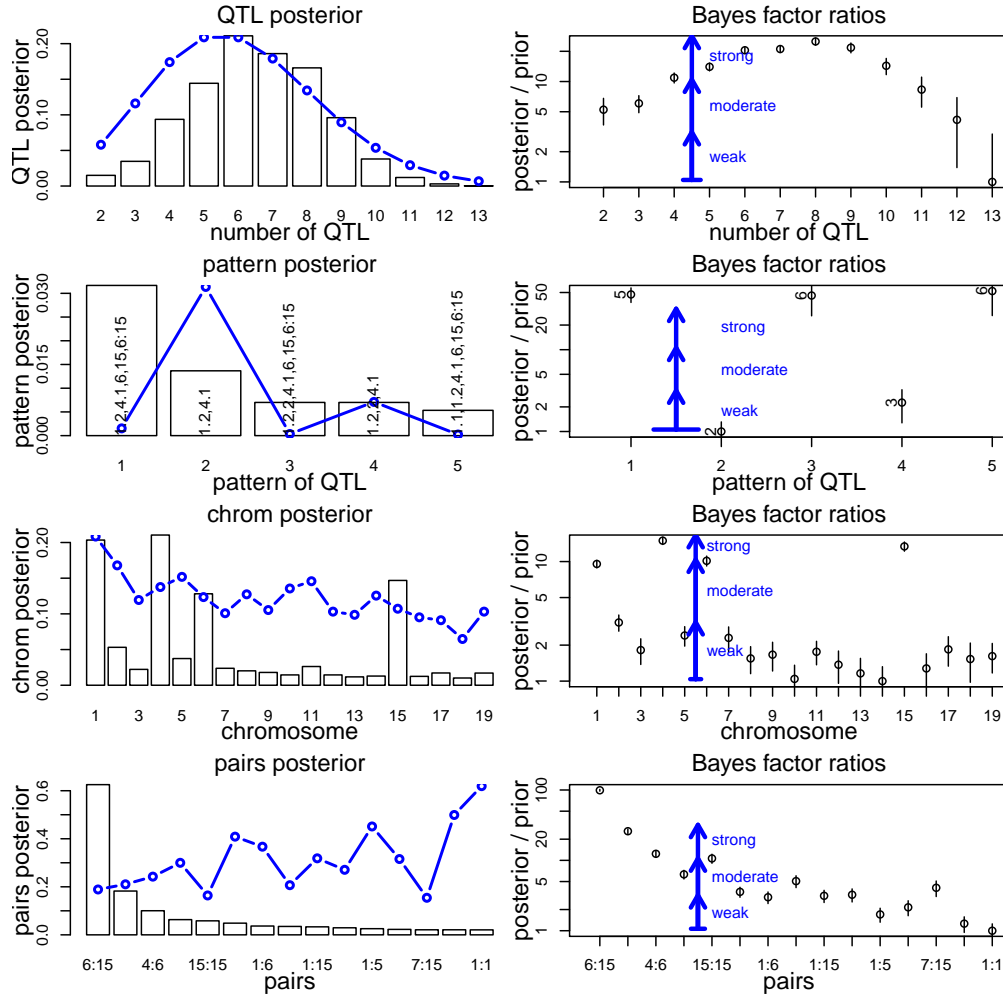 QTL posterior
QTL posterior
0.00 0.10 0.20
2 3 4 5 6 7 8 9 10 11 12 13
number of QTL
Bayes factor ratios
posterior / prior
1 5 10
strong
moderate
weak
2 3 4 5 6 7 8 9 10 11 12 13
number of QTL
pattern posterior
pattern posterior
0.000 0.015 0.030
2,4.1,6,15,6:15
1.2,4.1
1.2.2,4.1,6,15,6:15
5.1,1.2,4.1,6,15,6:15
1 2 3 4 5
pattern of QTL
Bayes factor ratios
posterior / prior
1 2 5 20 50
5
2
6
3
6
strong
moderate
weak
1 2 3 4 5
pattern of QTL
chrom posterior
chrom posterior
0.00 0.10 0.20
1 3 5 7 9 11 13 15 17 19
chromosome
Bayes factor ratios
posterior / prior
1 2 5 10
strong
moderate
weak
1 3 5 7 9 11 13 15 17 19
chromosome
pairs posterior
pairs posterior
0.0 0.2 0.4 0.6
6:15 4:6 15:15 1:6 1:15 1:5 7:15 1:1
pairs
Bayes factor ratios
posterior / prior
1 5 20 100
strong
moderate
weak
6:15 4:6 15:15 1:6 1:15 1:5 7:15 1:1
pairs